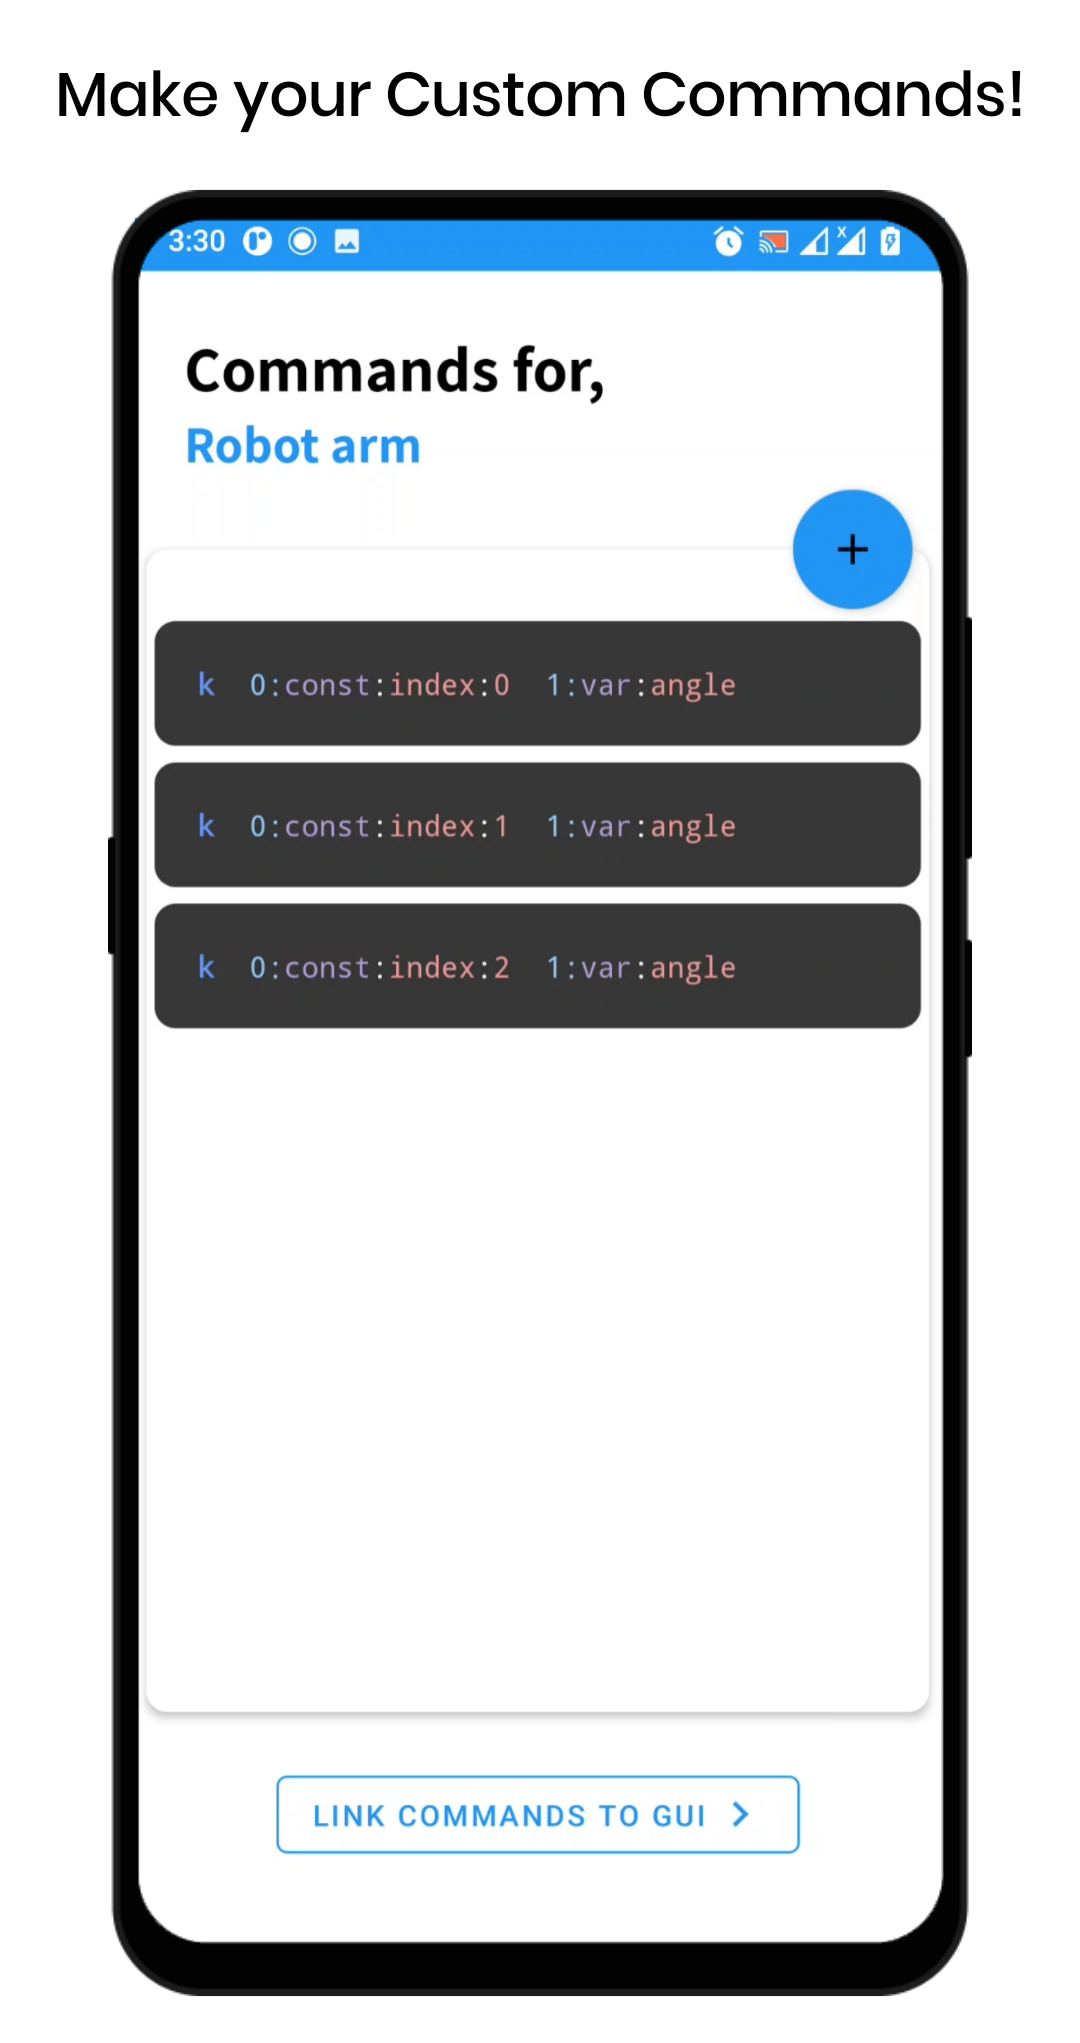 Make your Custom Commands!
3:30
Commands for,
Robot arm
+
k 0:const:index:0 1:var:angle
k 0:const:index:1 1:var:angle
k 0:const:index:2 1:var:angle
LINK COMMANDS TO GUI >